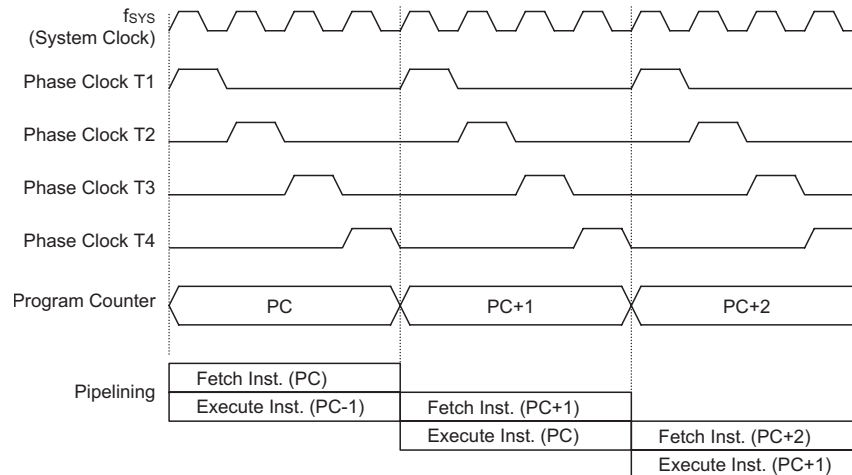 fSYS
(System Clock)
Phase Clock T1
Phase Clock T2
Phase Clock T3
Phase Clock T4
Program Counter PC PC+1 PC+2
Pipelining
Fetch Inst. (PC)
Execute Inst. (PC-1) Fetch Inst. (PC+1)
Execute Inst. (PC) Fetch Inst. (PC+2)
Execute Inst. (PC+1)